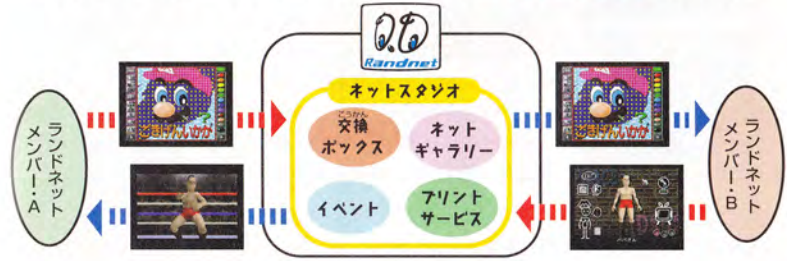 Randnet
ネットスタジオ
こうかん
交換
ボックス
ネット
ギャラリー
イベント
プリント
サービス
ランドネット
メンバー・A
ランドネット
メンバー・B
ごきげんいかが